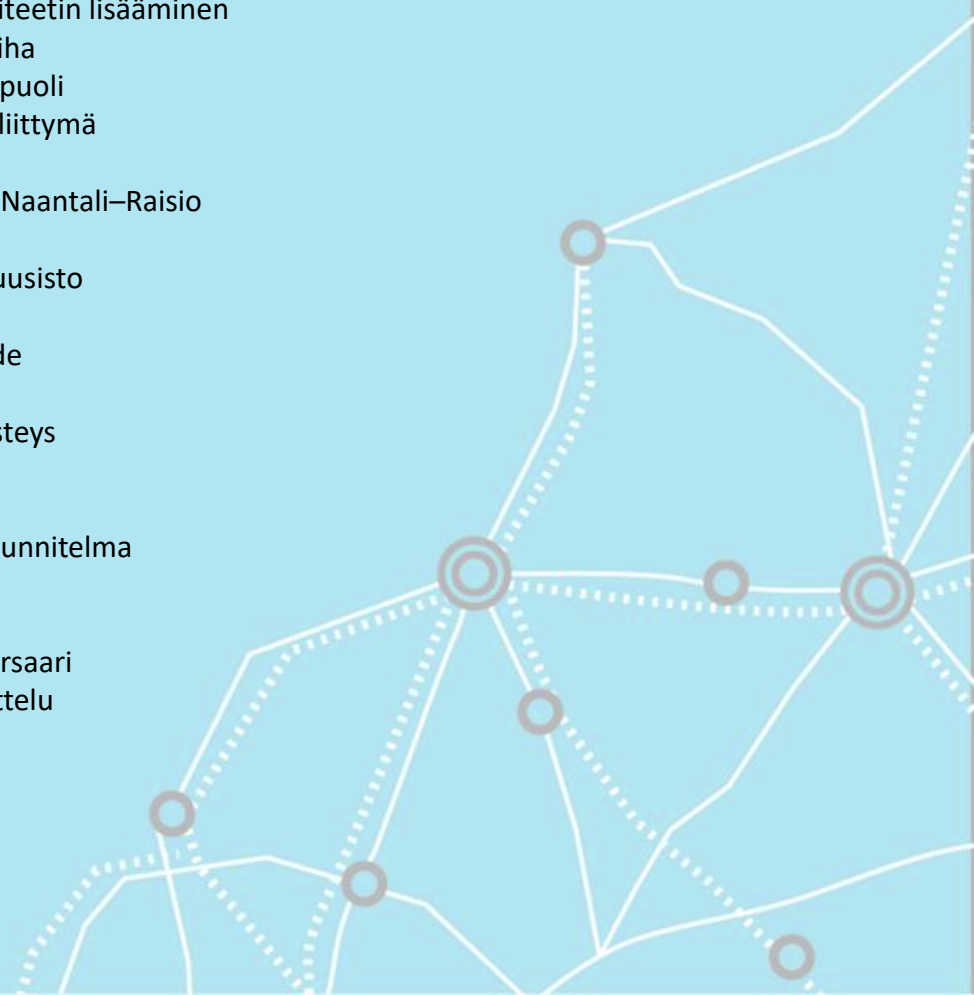 iteetin lisääminen
iha
puoli
liittymä
Naantali–Raisio
uusisto
de
steys
unnitelma
rsaari
ttelu